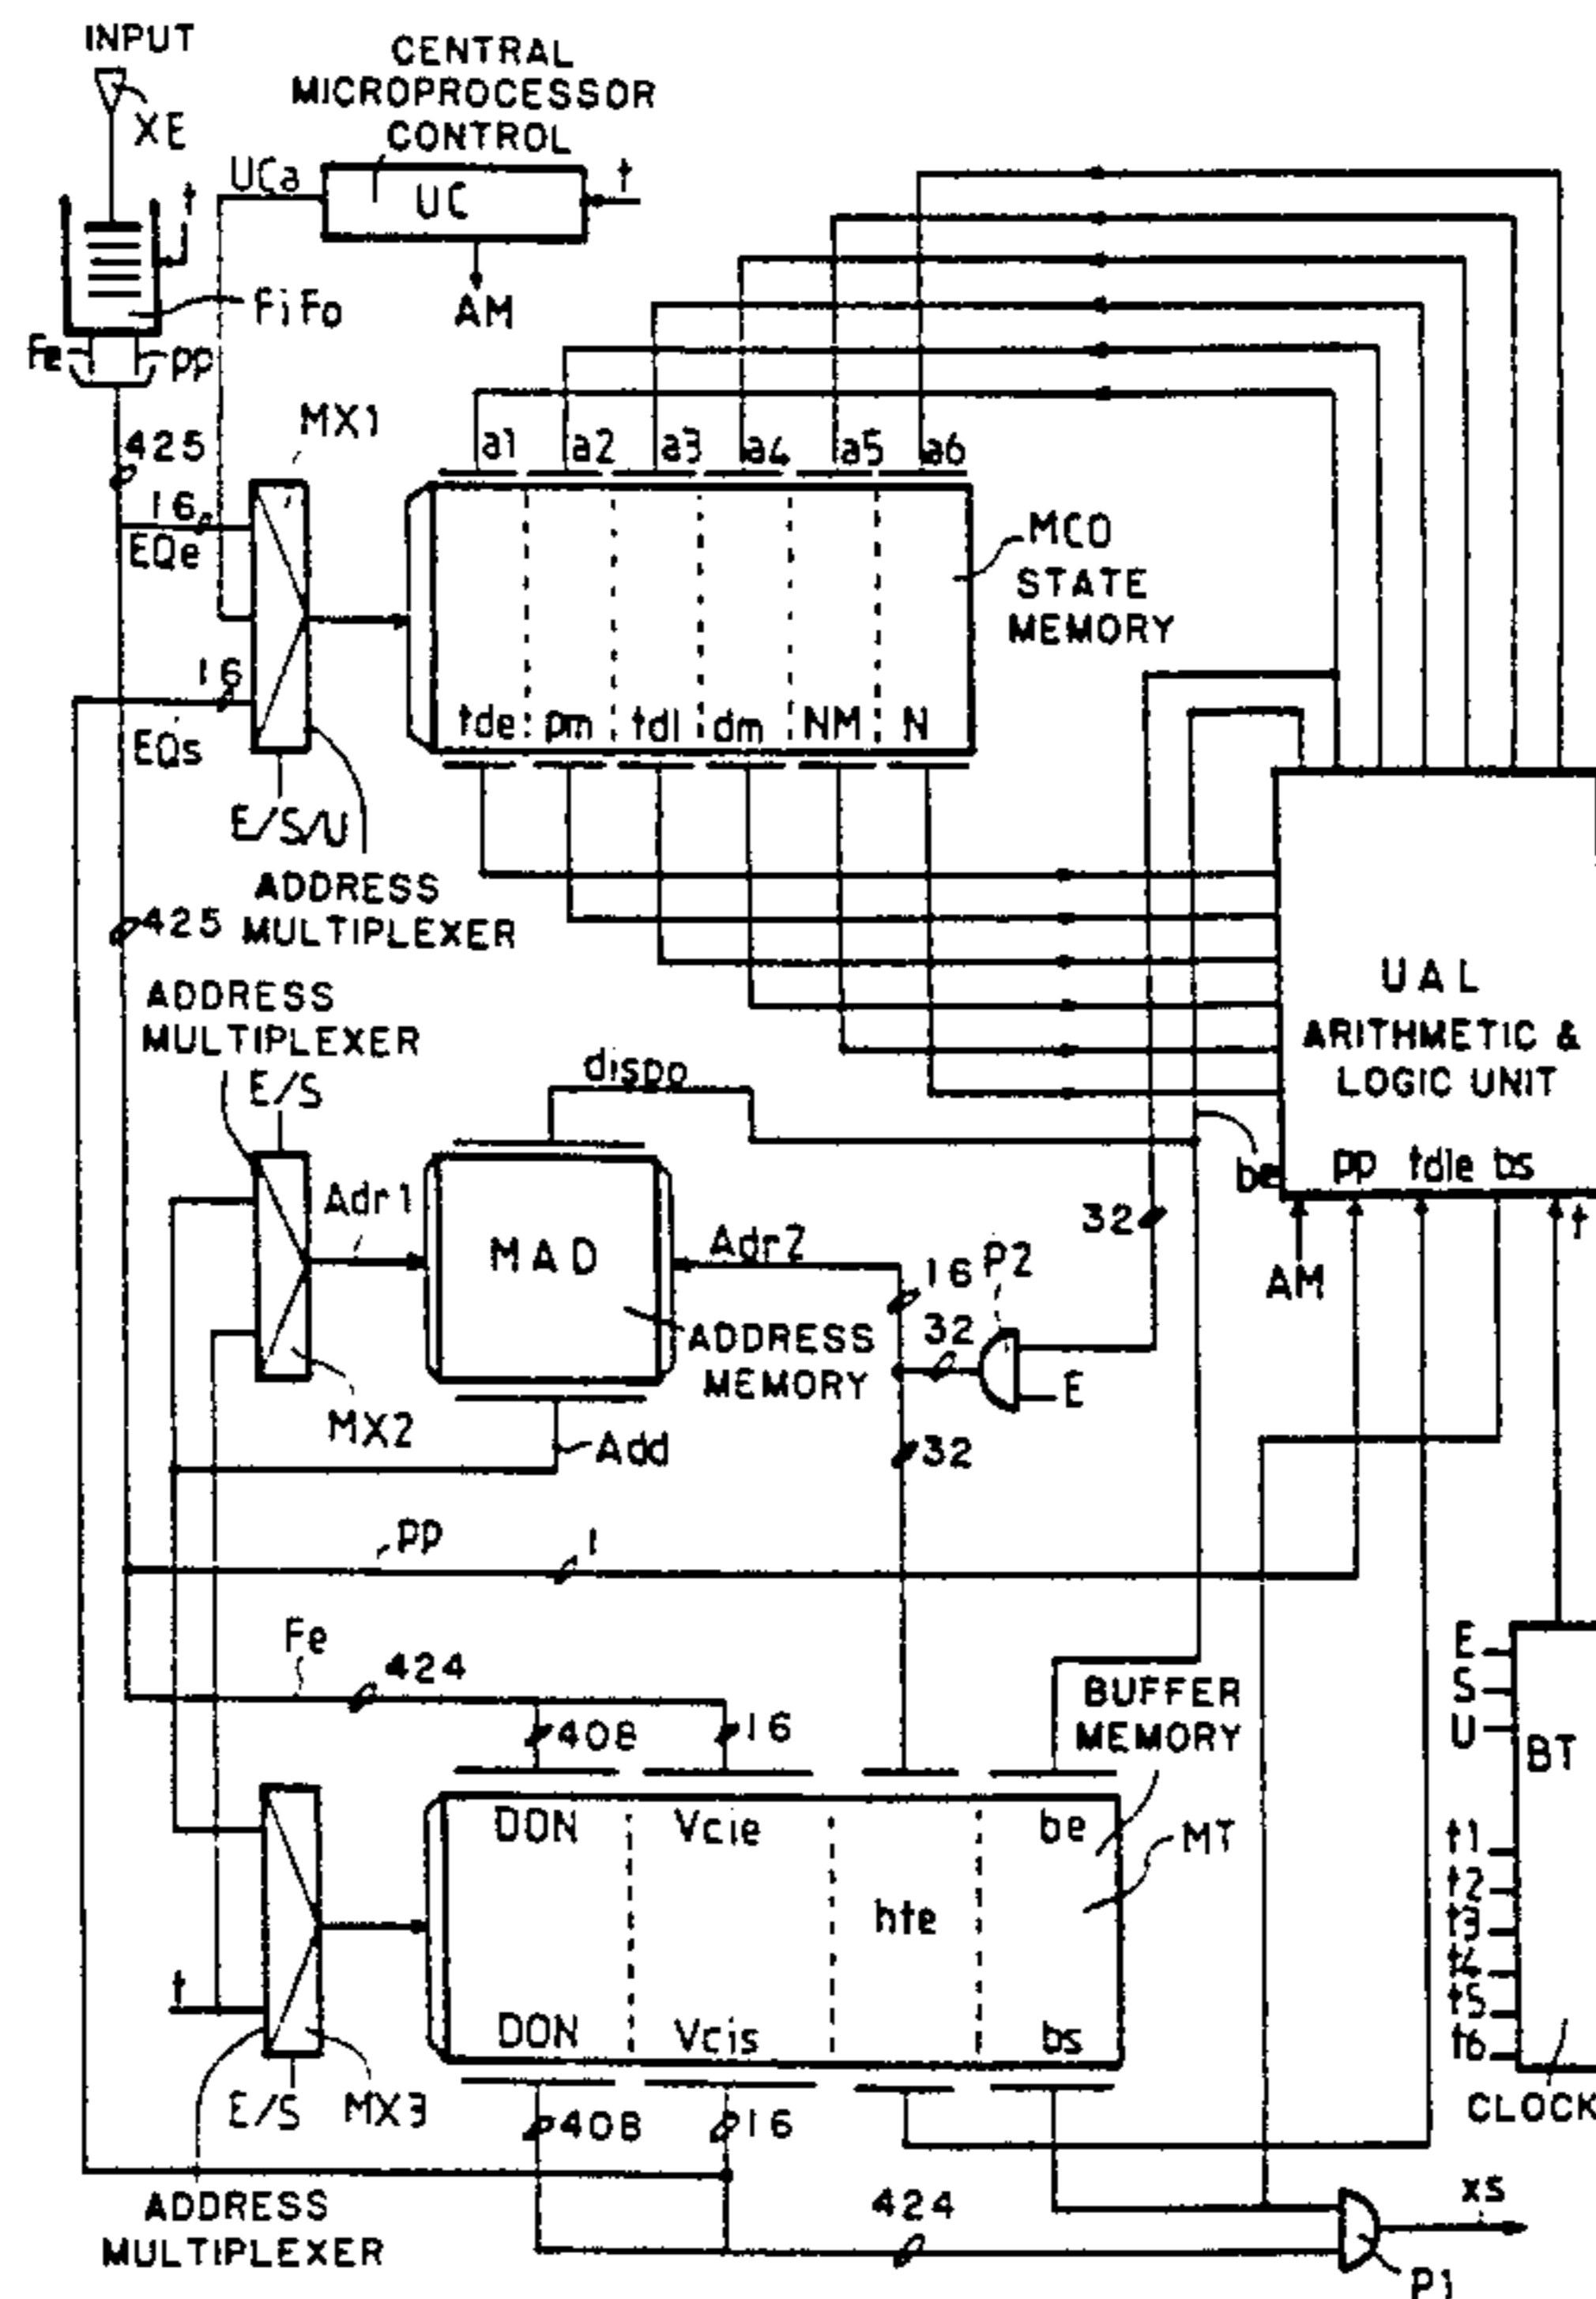 INPUT
XE
CENTRAL
MICROPROCESSOR
CONTROL
UCa
UC
t
t
AM
FiFo
Fe
pp
425
MX1
16
EQe
16
EQs
E/S/U
ADDRESS
MULTIPLEXER
a1 a2 a3 a4 a5 a6
MCO
STATE
MEMORY
tde pm tdl dm NM N
425
UAL
ARITHMETIC &
LOGIC UNIT
be pp tdle bs
AM
t
ADDRESS
MULTIPLEXER
E/S
dispo
Adr1
MAD
Adr2
16
P2
32
32
E
ADDRESS
MEMORY
MX2
Add
32
pp
1
Fe
424
408
16
BUFFER
MEMORY
DON Vcie hte be
MT
DON Vcis bs
t
E/S
MX3
ADDRESS
MULTIPLEXER
408
16
424
xs
P1
E
S
U
BT
t1
t2
t3
t4
t5
t6
CLOCK